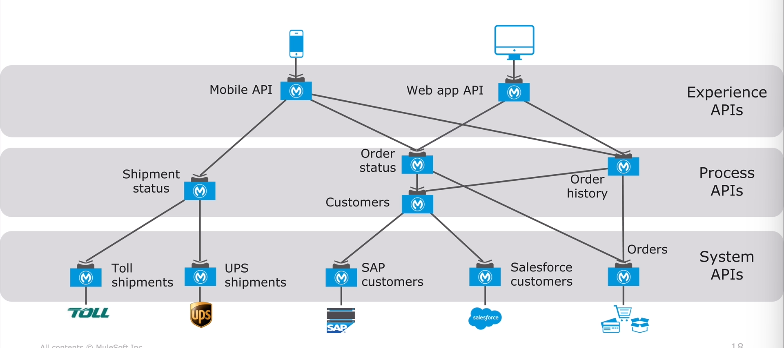 Mobile API
Web app API
Experience
APIs
Shipment
status
Order
status
Customers
Order
history
Process
APIs
Toll
shipments
UPS
shipments
SAP
customers
Salesforce
customers
Orders
System
APIs
TOLL
ups
SAP
salesforce
All contents © MuleSoft Inc.
18